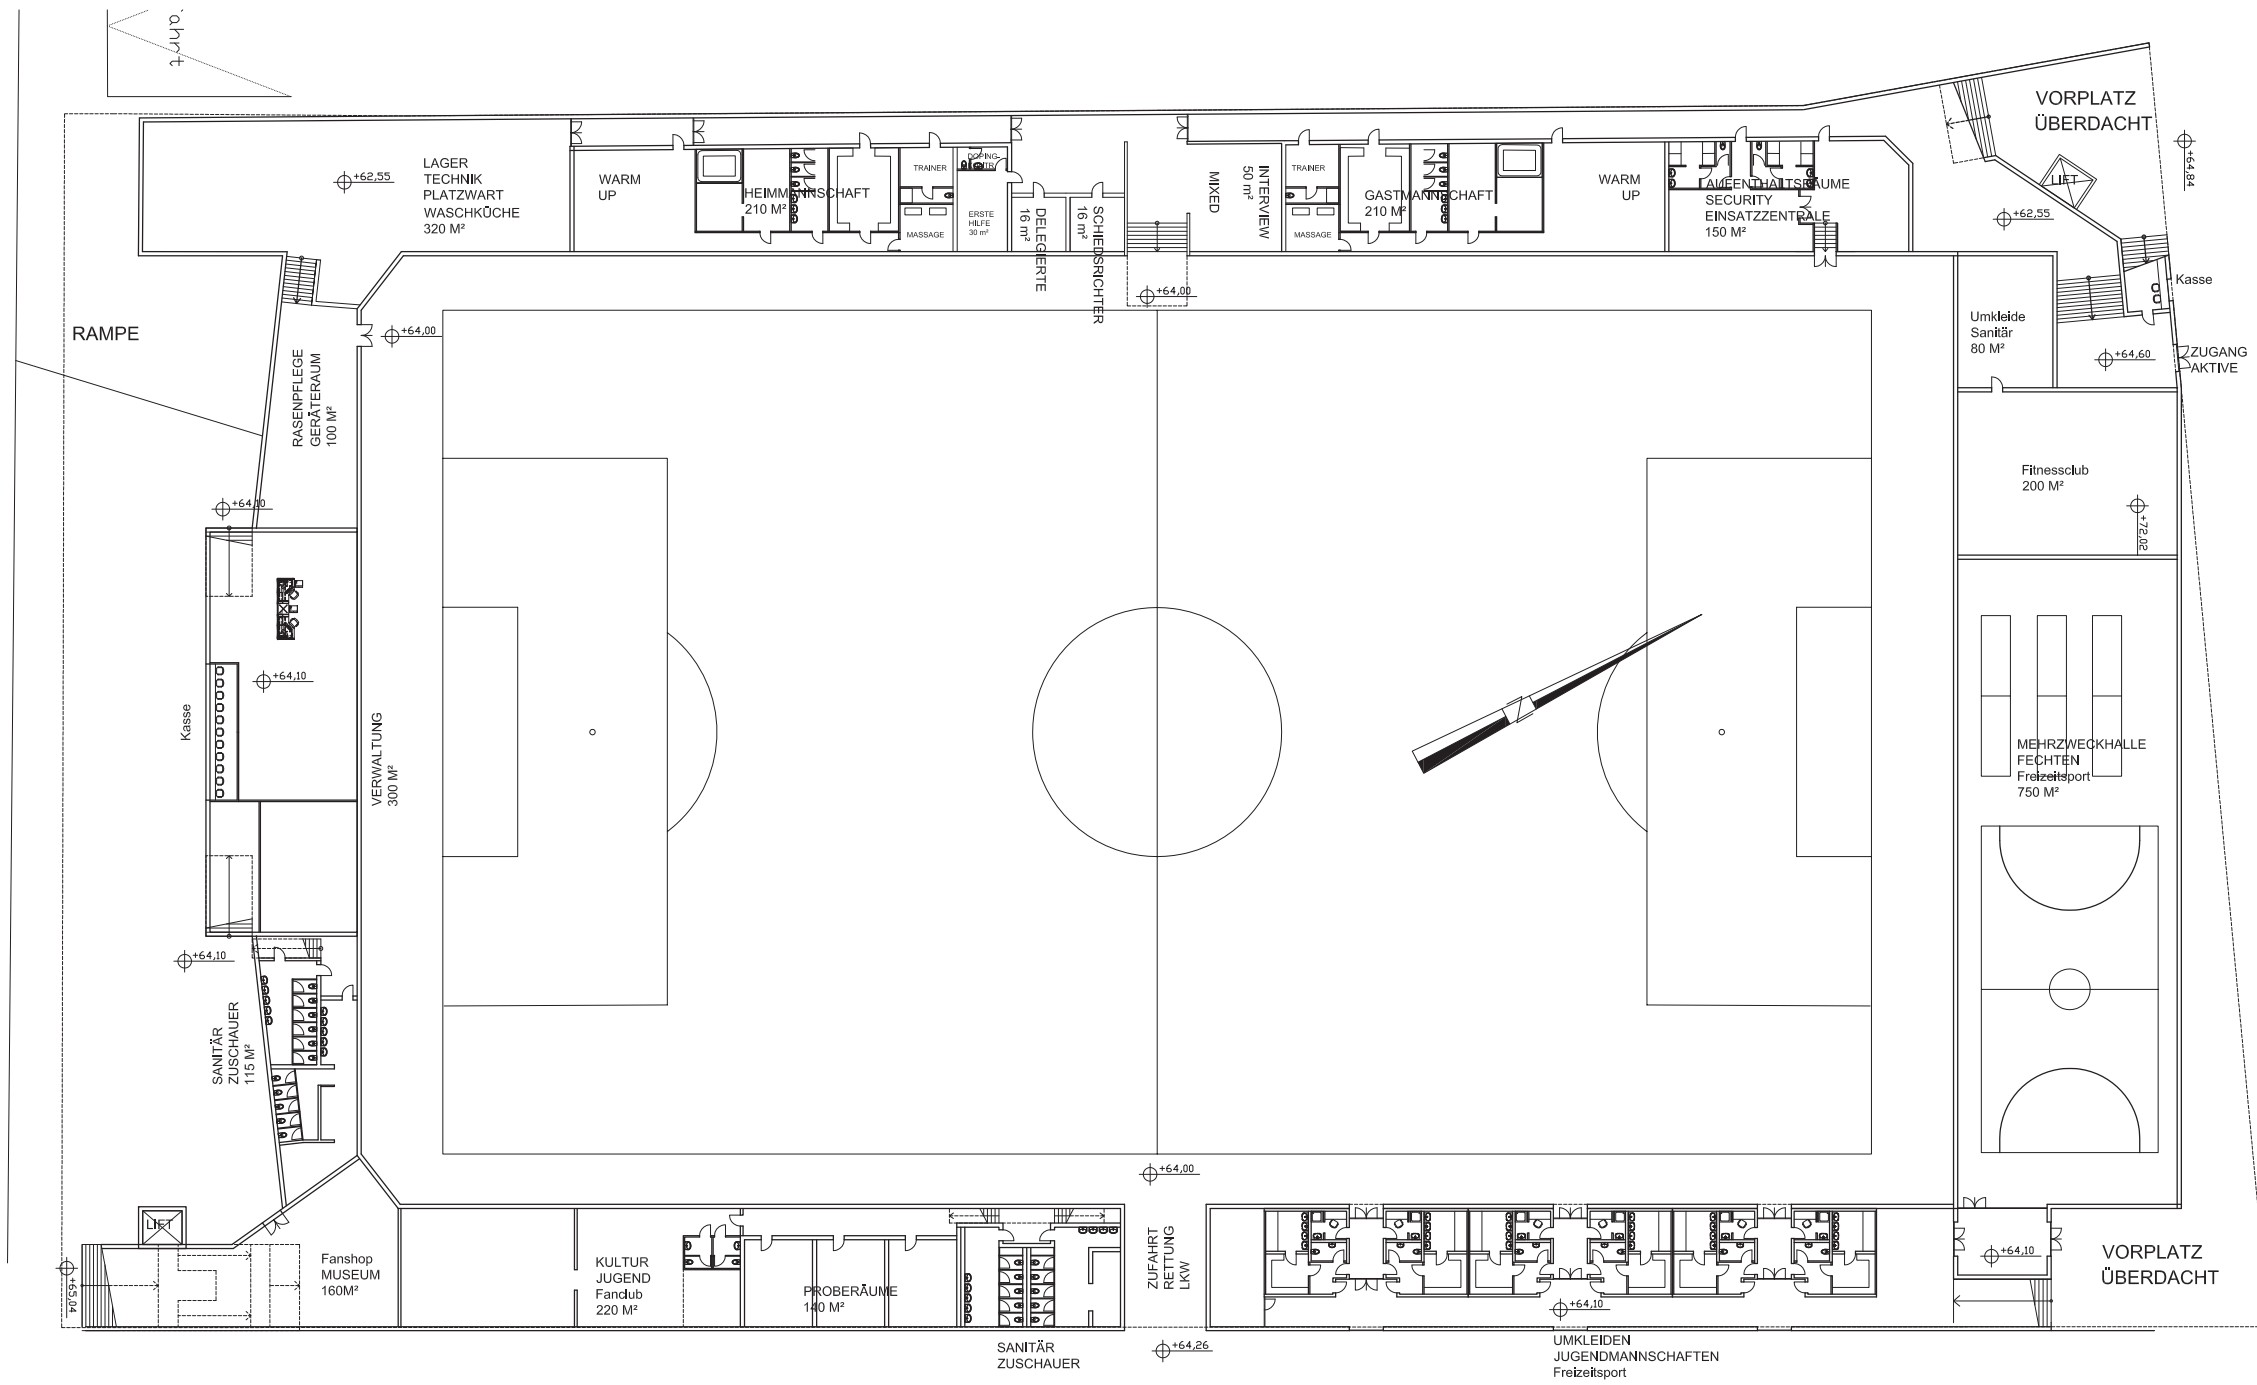 ahrt
VORPLATZ
ÜBERDACHT
+64,84
LAGER
TECHNIK
PLATZWART
WASCHKÜCHE
320 M²
+62,55
WARM
UP
HEIMMANNSCHAFT
210 M²
TRAINER
MASSAGE
DOPING-
ERSTE
HILFE
30 m²
DELEGIERTE
16 m²
SCHIEDSRICHTER
16 m²
MIXED
INTERVIEW
50 m²
TRAINER
MASSAGE
GASTMANNSCHAFT
210 M²
WARM
UP
AUFENTHALTSRÄUME
SECURITY
EINSATZZENTRALE
150 M²
LIFT
+62,55
Kasse
+64,00
RAMPE
+64,00
Umkleide
Sanitär
80 M²
+64,60
ZUGANG
AKTIVE
RASENPFLEGE
GERÄTERAUM
100 M²
Fitnessclub
200 M²
+72,02
+64,10
+64,10
Kasse
VERWALTUNG
300 M²
MEHRZWECKHALLE
FECHTEN
Freizeitsport
750 M²
+64,10
SANITÄR
ZUSCHAUER
115 M²
+64,00
LIFT
+65,04
Fanshop
MUSEUM
160M²
KULTUR
JUGEND
Fanclub
220 M²
PROBERÄUME
140 M²
ZUFAHRT
RETTUNG
LKW
+64,10
+64,10
VORPLATZ
ÜBERDACHT
SANITÄR
ZUSCHAUER
+64,26
UMKLEIDEN
JUGENDMANNSCHAFTEN
Freizeitsport